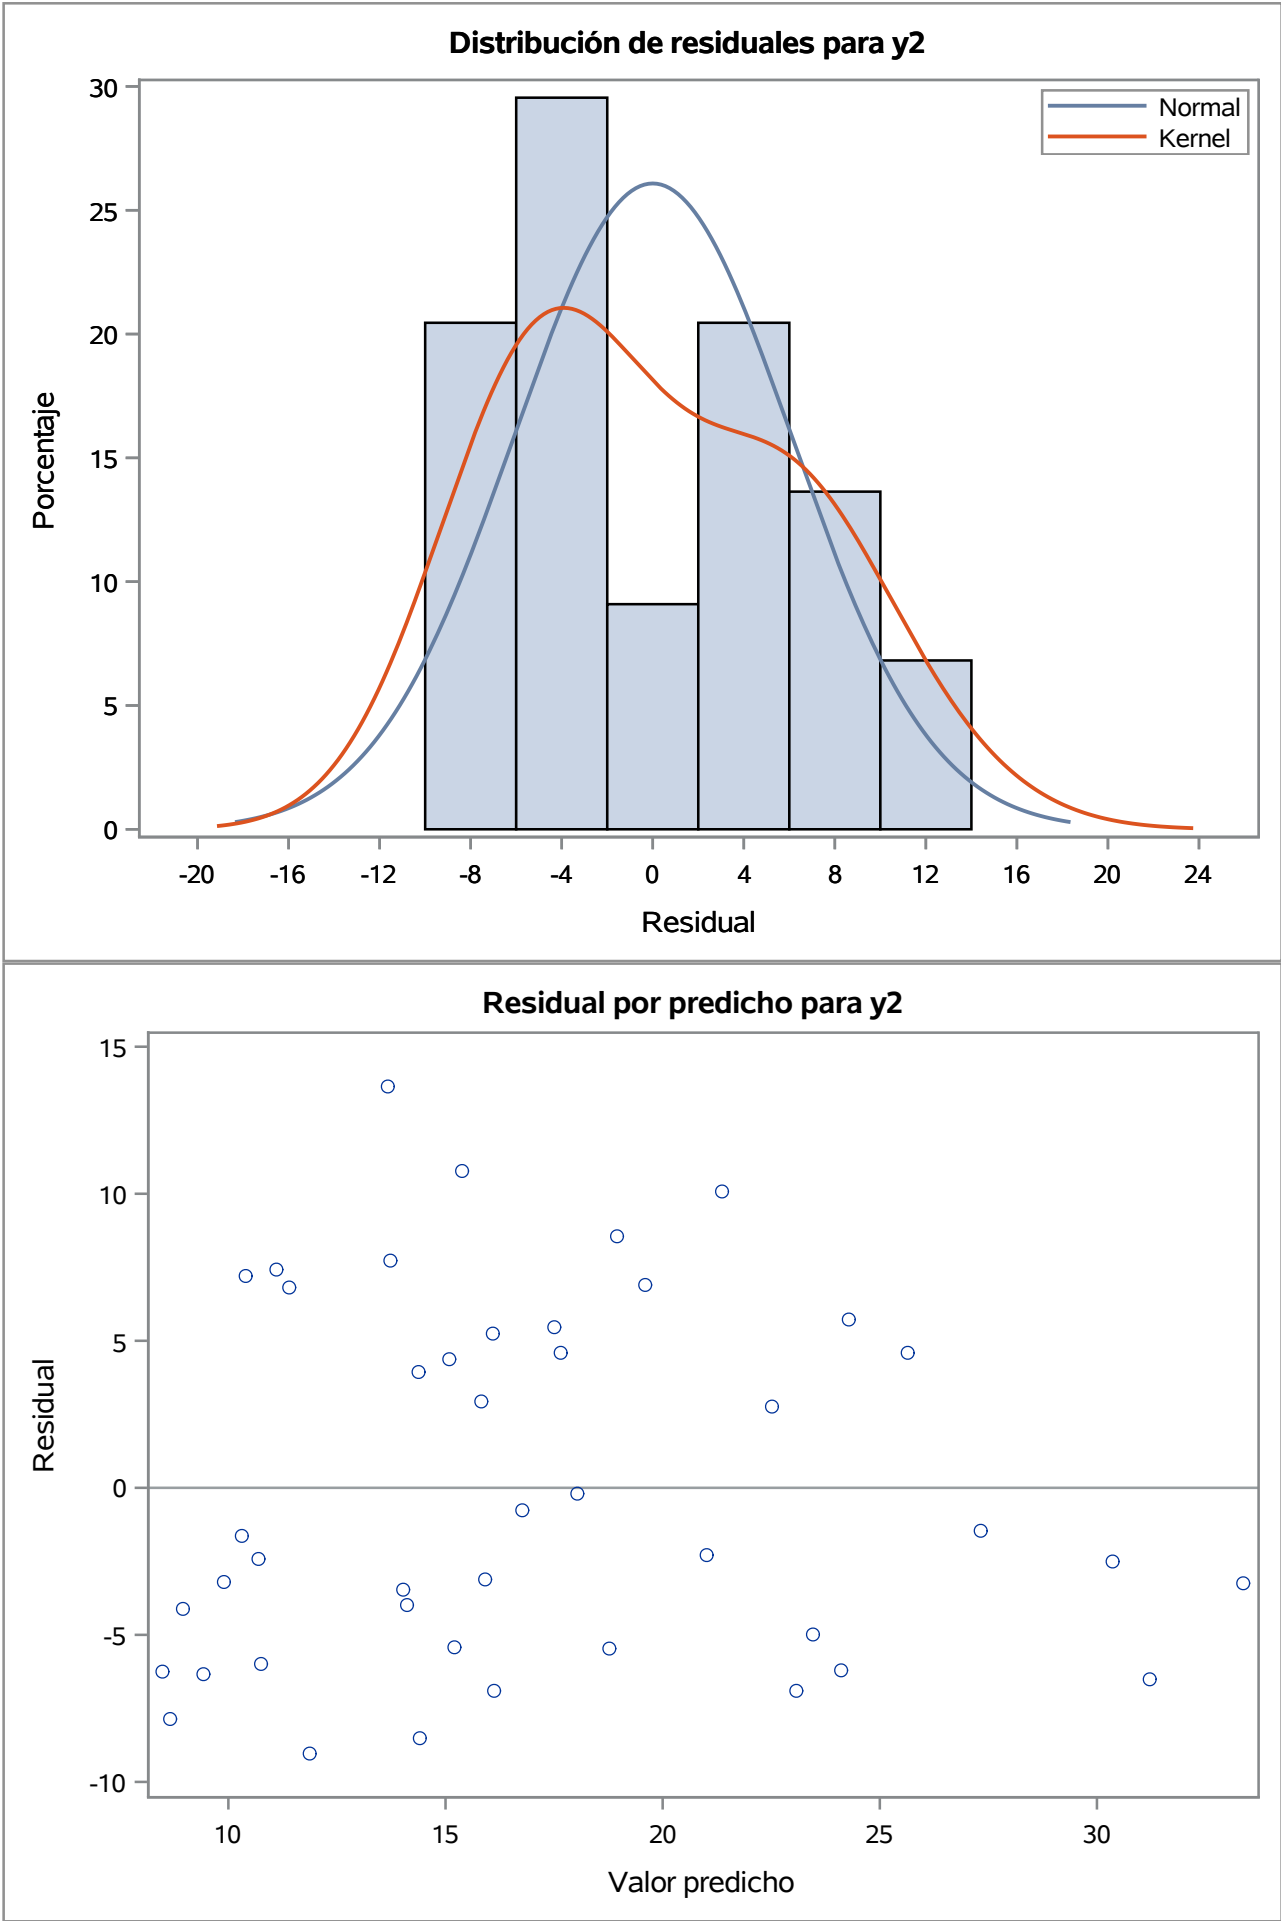 Distribución de residuales para y2
30
25
20
15
10
5
0
Normal
Kernel
Porcentaje
-20 -16 -12 -8 -4 0 4 8 12 16 20 24
Residual
Residual por predicho para y2
15
10
5
0
-5
-10
Residual
10 15 20 25 30
Valor predicho